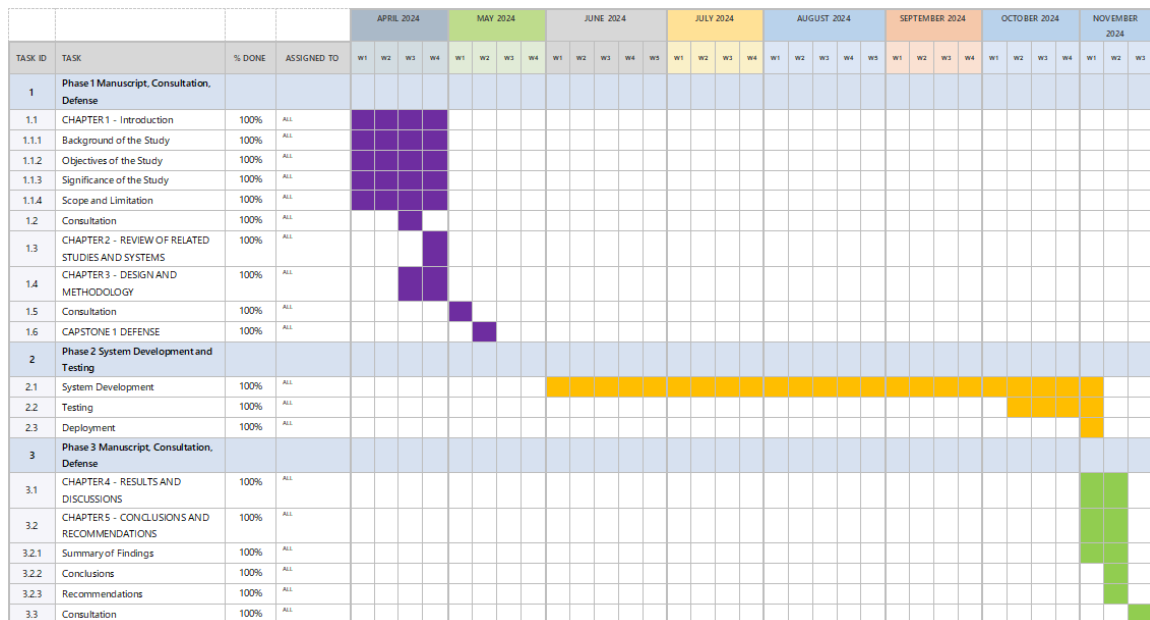 APRIL 2024 MAY 2024 JUNE 2024 JULY 2024 AUGUST 2024 SEPTEMBER 2024 OCTOBER 2024 NOVEMBER
2024
TASK ID TASK % DONE ASSIGNED TO W1 W2 W3 W4 W1 W2 W3 W4 W1 W2 W3 W4 W5 W1 W2 W3 W4 W1 W2 W3 W4 W5 W1 W2 W3 W4 W1 W2 W3 W4 W1 W2 W3
1 Phase 1 Manuscript, Consultation,
Defense
1.1 CHAPTER 1 - Introduction 100% ALL
1.1.1 Background of the Study 100% ALL
1.1.2 Objectives of the Study 100% ALL
1.1.3 Significance of the Study 100% ALL
1.1.4 Scope and Limitation 100% ALL
1.2 Consultation 100% ALL
1.3 CHAPTER 2 - REVIEW OF RELATED 100% ALL
STUDIES AND SYSTEMS
1.4 CHAPTER 3 - DESIGN AND 100% ALL
METHODOLOGY
1.5 Consultation 100% ALL
1.6 CAPSTONE 1 DEFENSE 100% ALL
2 Phase 2 System Development and
Testing
2.1 System Development 100% ALL
2.2 Testing 100% ALL
2.3 Deployment 100% ALL
3 Phase 3 Manuscript, Consultation,
Defense
3.1 CHAPTER 4 - RESULTS AND 100% ALL
DISCUSSIONS
3.2 CHAPTER 5 - CONCLUSIONS AND 100% ALL
RECOMMENDATIONS
3.2.1 Summary of Findings 100% ALL
3.2.2 Conclusions 100% ALL
3.2.3 Recommendations 100% ALL
3.3 Consultation 100% ALL